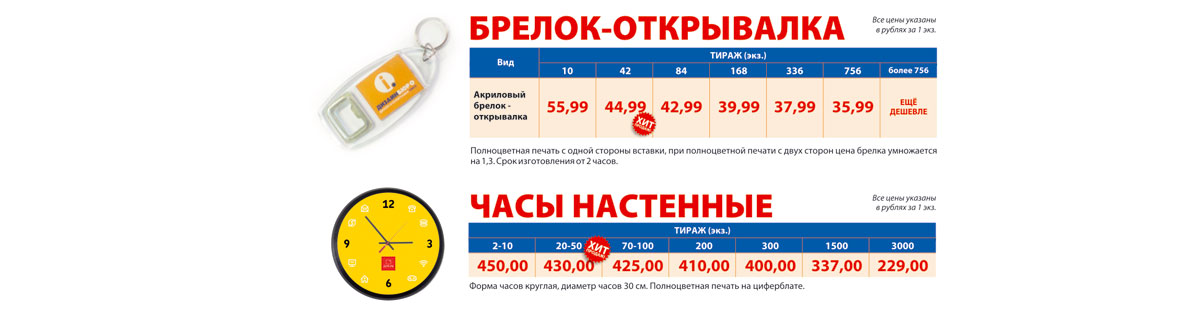 БРЕЛОК-ОТКРЫВАЛКА
Все цены указаны
в рублях за 1 экз.
Вид
ТИРАЖ (экз.)
10 42 84 168 336 756 более 756
Акриловый
брелок -
открывалка
55,99 44,99 42,99 39,99 37,99 35,99
ЕЩЁ
ДЕШЕВЛЕ
ХИТ
Полноцветная печать с одной стороны вставки, при полноцветной печати с двух сторон цена брелка умножается
на 1,3. Срок изготовления от 2 часов.
ЧАСЫ НАСТЕННЫЕ
Все цены указаны
в рублях за 1 экз.
12
9 3
6
ТИРАЖ (экз.)
2-10 20-50 70-100 200 300 1500 3000
ХИТ
450,00 430,00 425,00 410,00 400,00 337,00 229,00
Форма часов круглая, диаметр часов 30 см. Полноцветная печать на циферблате.